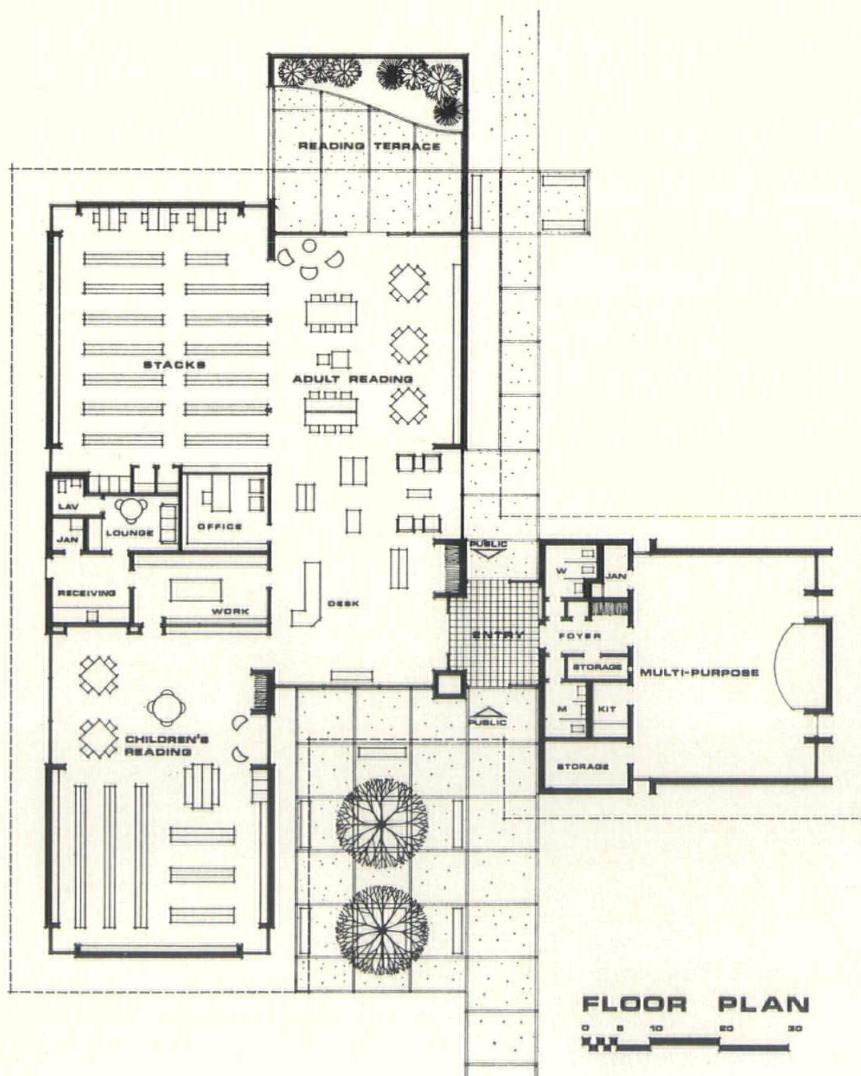 READING TERRACE
STACKS
ADULT READING
LAV
LOUNGE
OFFICE
JAN
PUBLIC
W
JAN
RECEIVING
WORK
DESK
ENTRY
FOYER
STORAGE
MULTI-PURPOSE
M
KIT
PUBLIC
CHILDREN'S
READING
STORAGE
FLOOR PLAN
0 5 10 20 30